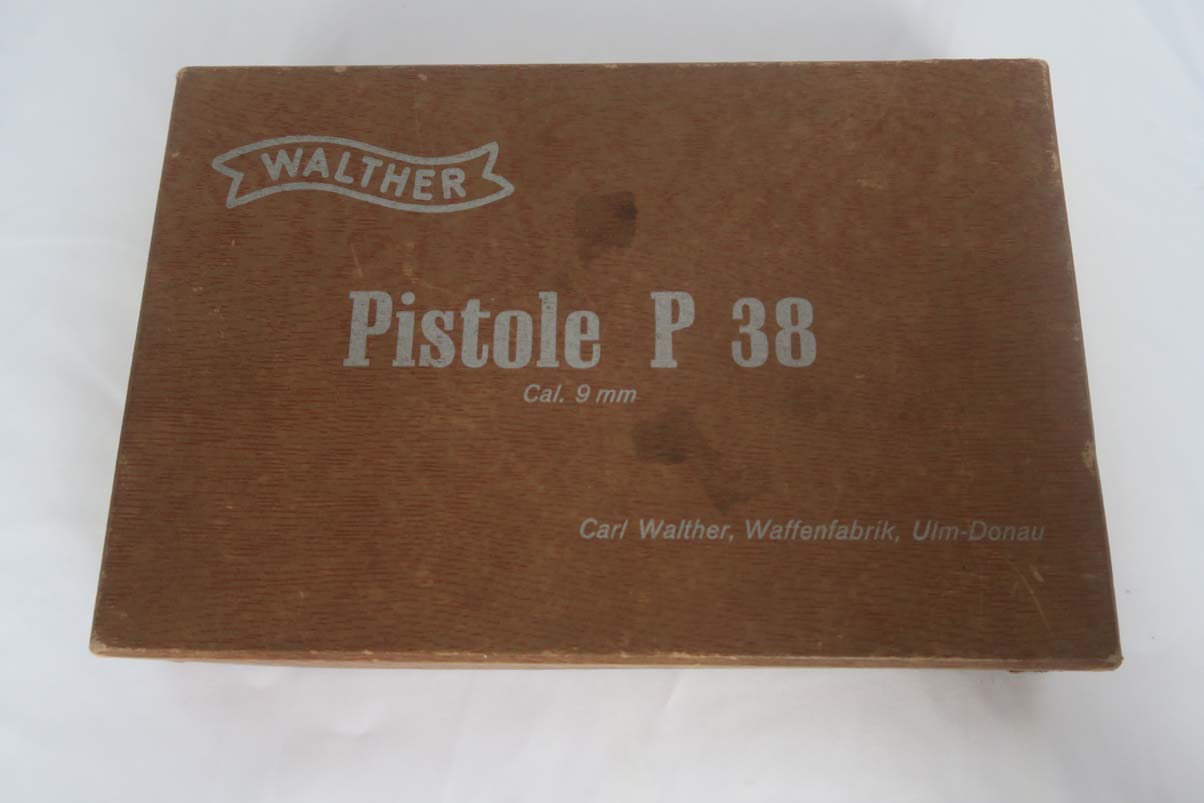 WALTHER
Pistole P 38
Cal. 9 mm
Carl Walther, Waffenfabrik, Ulm-Donau